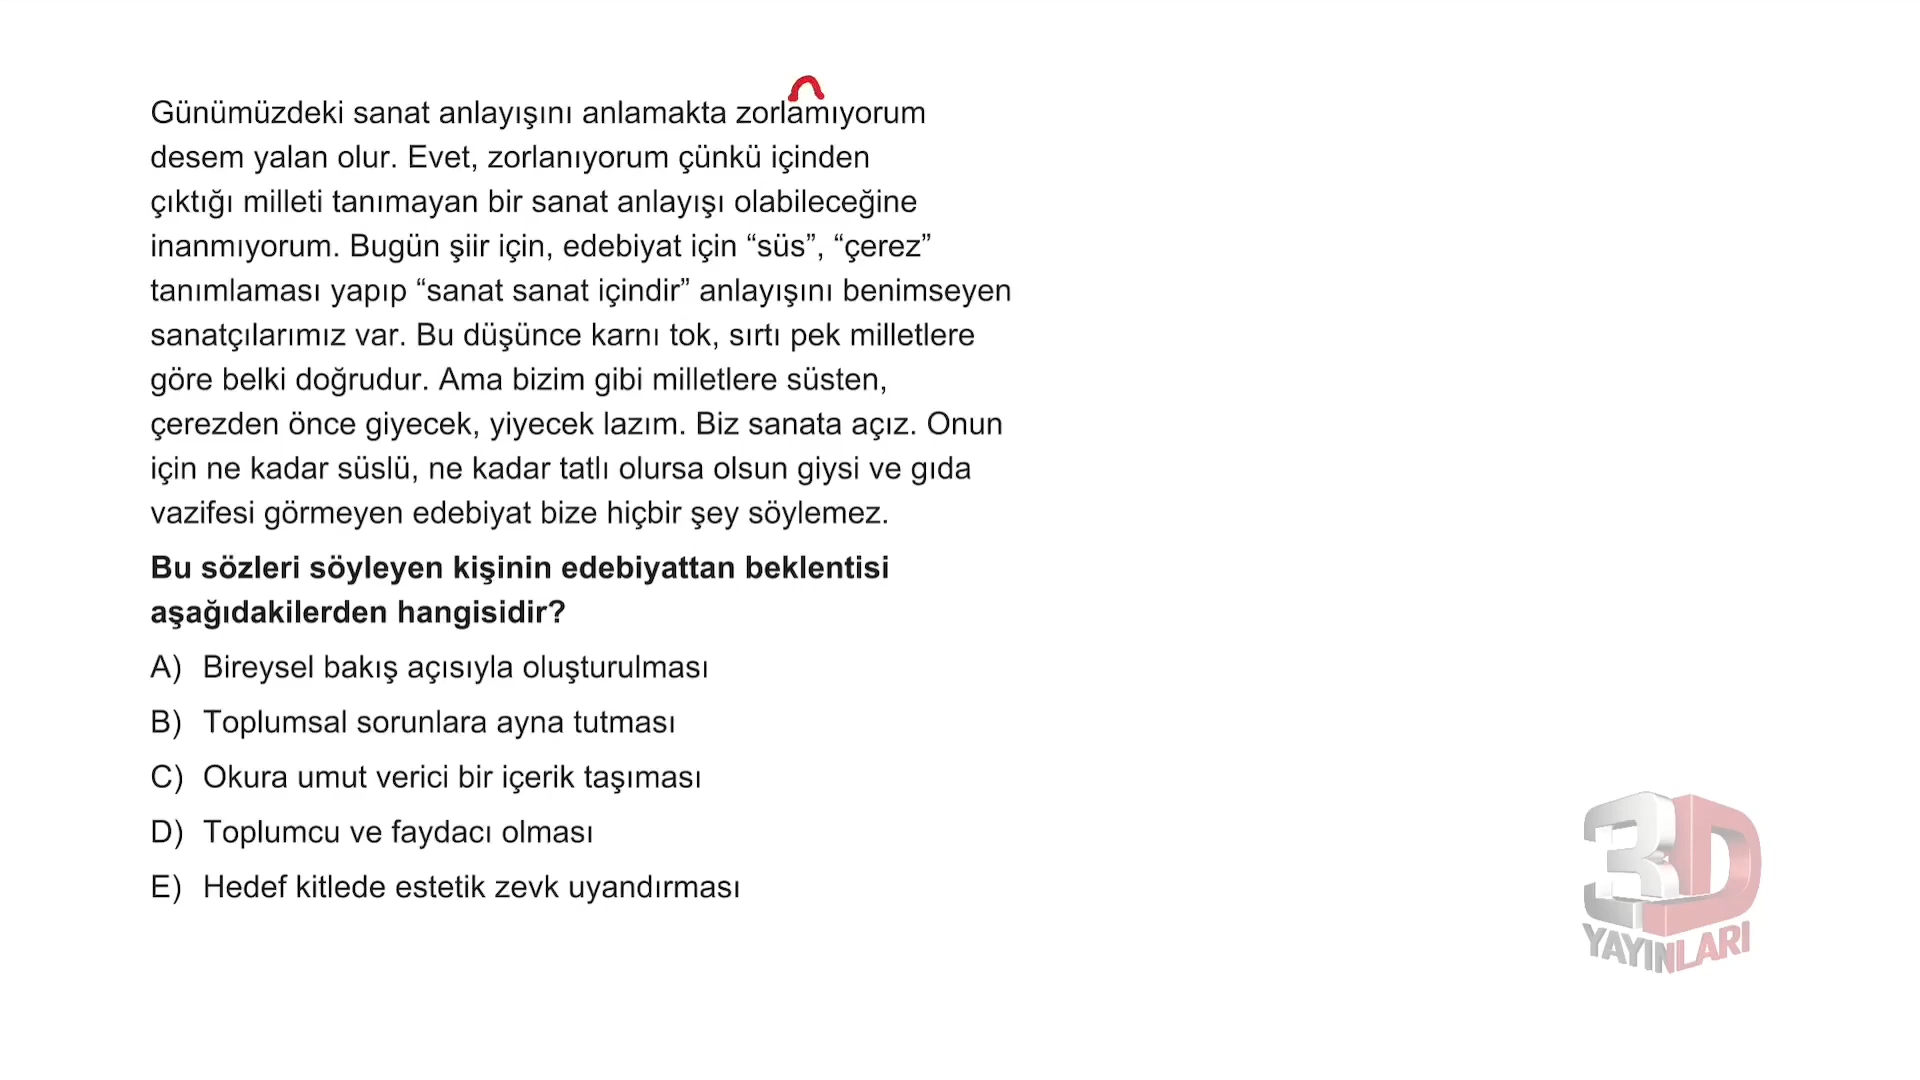 Günümüzdeki sanat anlayışını anlamakta zorlamıyorum
desem yalan olur. Evet, zorlanıyorum çünkü içinden
çıktığı milleti tanımayan bir sanat anlayışı olabileceğine
inanmıyorum. Bugün şiir için, edebiyat için “süs”, “çerez”
tanımlaması yapıp “sanat sanat içindir” anlayışını benimseyen
sanatçılarımız var. Bu düşünce karnı tok, sırtı pek milletlere
göre belki doğrudur. Ama bizim gibi milletlere süsten,
çerezden önce giyecek, yiyecek lazım. Biz sanata açız. Onun
için ne kadar süslü, ne kadar tatlı olursa olsun giysi ve gıda
vazifesi görmeyen edebiyat bize hiçbir şey söylemez.
Bu sözleri söyleyen kişinin edebiyattan beklentisi
aşağıdakilerden hangisidir?
A) Bireysel bakış açısıyla oluşturulması
B) Toplumsal sorunlara ayna tutması
C) Okura umut verici bir içerik taşıması
D) Toplumcu ve faydacı olması
E) Hedef kitlede estetik zevk uyandırması
3D
YAYINLARI